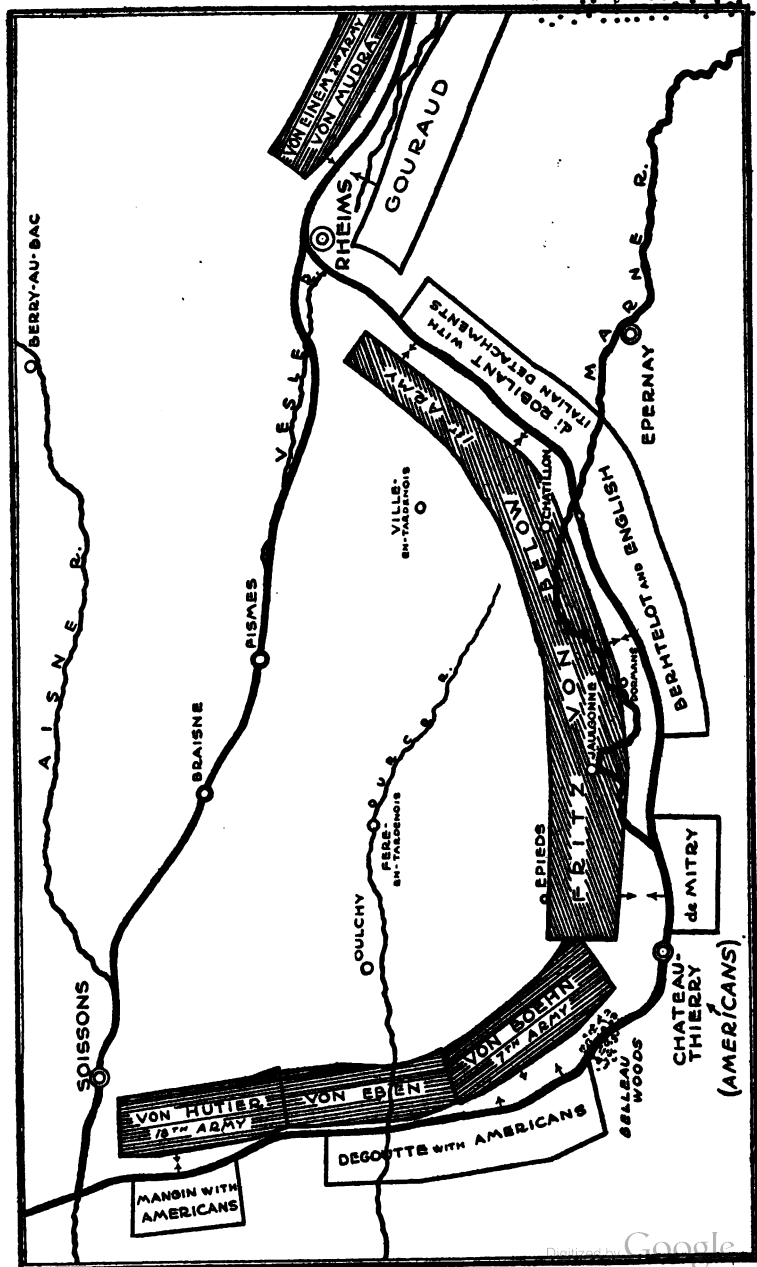 VON EINEM 3RD ARMY
VON MUDRA
GOURAUD
BERRY-AU-BAC
RHEIMS
VESLE R.
di ROBILANT WITH
ITALIAN DETACHMENTS
MARNE R.
EPERNAY
1ST ARMY
FRITZ VON BELOW
CHATILLON
VILLE-
EN-TARDENOIS
BERHTELOT AND ENGLISH
AISNE R.
FISMES
BRAISNE
OURCQ R.
JAULGONNE
DORMANS
FERE-
EN-TARDENOIS
EPIEDS
de MITRY
OULCHY
CHATEAU-
THIERRY
(AMERICANS)
SOISSONS
VON BOEHN
7TH ARMY
VON EBEN
VON HUTIER
18TH ARMY
BELLEAU
WOODS
DEGOUTTE WITH AMERICANS
MANGIN WITH
AMERICANS
Digitized by Google